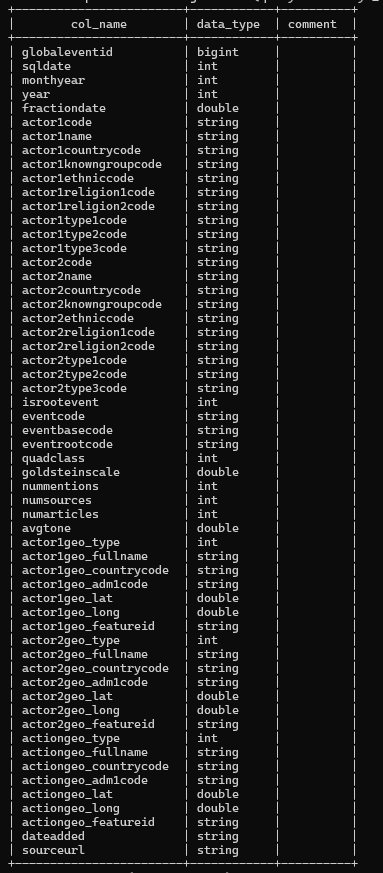 col_name | data_type | comment
globaleventid | bigint
sqldate | int
monthyear | int
year | int
fractiondate | double
actor1code | string
actor1name | string
actor1countrycode | string
actor1knowngroupcode | string
actor1ethniccode | string
actor1religion1code | string
actor1religion2code | string
actor1type1code | string
actor1type2code | string
actor1type3code | string
actor2code | string
actor2name | string
actor2countrycode | string
actor2knowngroupcode | string
actor2ethniccode | string
actor2religion1code | string
actor2religion2code | string
actor2type1code | string
actor2type2code | string
actor2type3code | string
isrootevent | int
eventcode | string
eventbasecode | string
eventrootcode | string
quadclass | int
goldsteinscale | double
nummentions | int
numsources | int
numarticles | int
avgtone | double
actor1geo_type | int
actor1geo_fullname | string
actor1geo_countrycode | string
actor1geo_adm1code | string
actor1geo_lat | double
actor1geo_long | double
actor1geo_featureid | string
actor2geo_type | int
actor2geo_fullname | string
actor2geo_countrycode | string
actor2geo_adm1code | string
actor2geo_lat | double
actor2geo_long | double
actor2geo_featureid | string
actiongeo_type | int
actiongeo_fullname | string
actiongeo_countrycode | string
actiongeo_adm1code | string
actiongeo_lat | double
actiongeo_long | double
actiongeo_featureid | string
dateadded | string
sourceurl | string